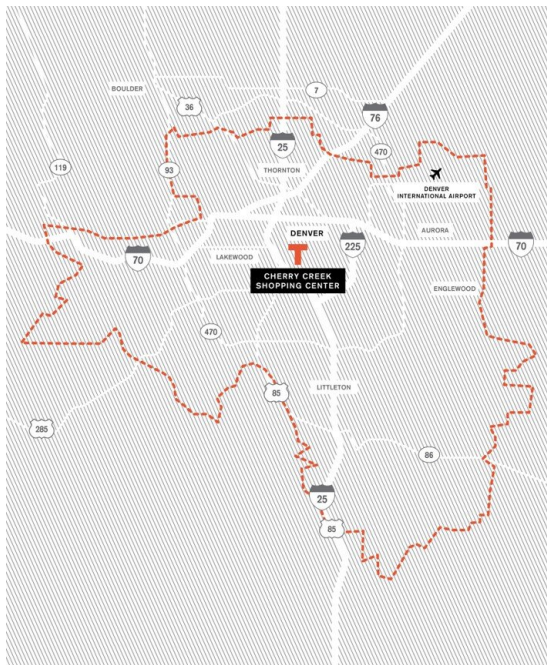 BOULDER
36
7
76
25
470
119
93
THORNTON
DENVER
INTERNATIONAL AIRPORT
DENVER
AURORA
225
70
70
LAKEWOOD
CHERRY CREEK
SHOPPING CENTER
ENGLEWOOD
470
LITTLETON
85
285
86
25
85